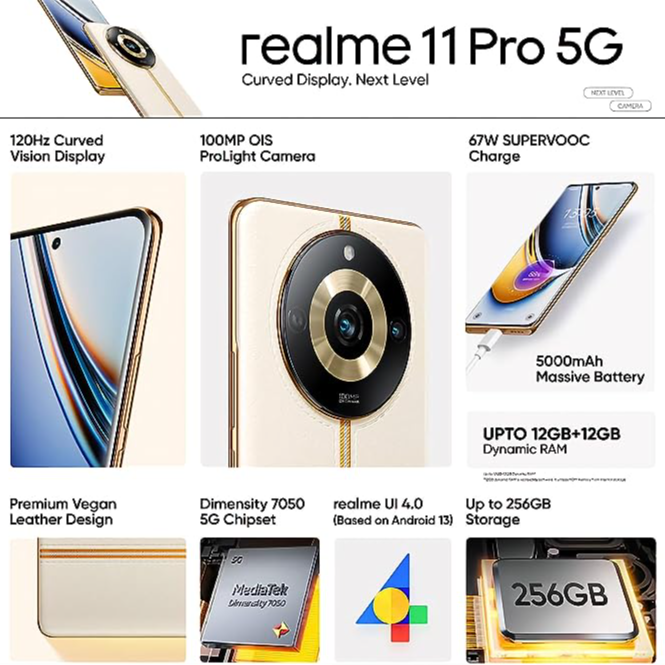 realme 11 Pro 5G
Curved Display. Next Level
NEXT LEVEL
CAMERA
120Hz Curved
Vision Display
100MP OIS
ProLight Camera
67W SUPERVOOC
Charge
100MP
5000mAh
Massive Battery
UPTO 12GB+12GB
Dynamic RAM
Premium Vegan
Leather Design
Dimensity 7050
5G Chipset
realme UI 4.0
(Based on Android 13)
Up to 256GB
Storage
5G
MediaTek
Dimensity 7050
256GB